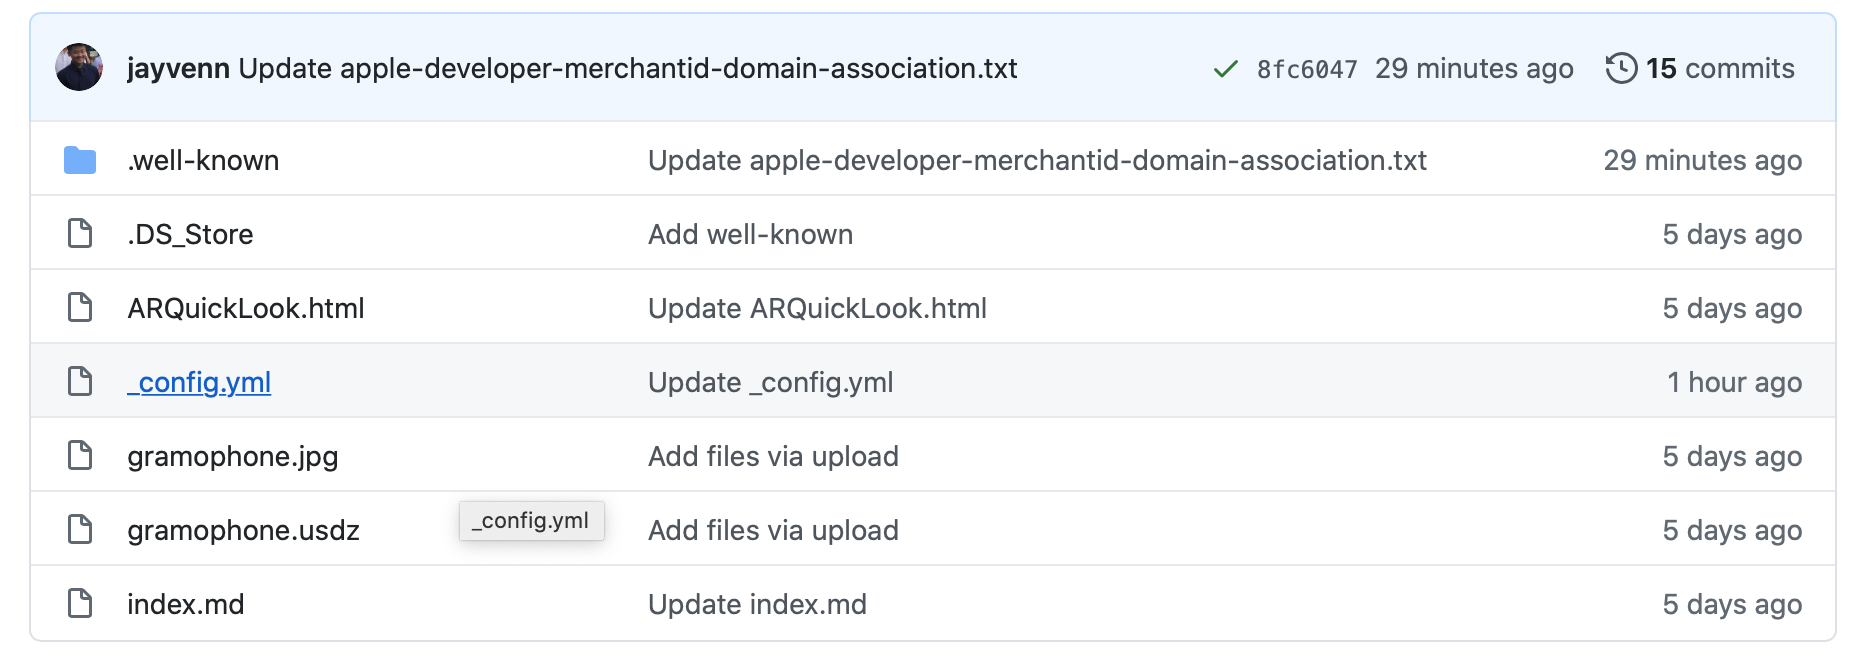 jayvenn Update apple-developer-merchantid-domain-association.txt 8fc6047 29 minutes ago 15 commits
.well-known Update apple-developer-merchantid-domain-association.txt 29 minutes ago
.DS_Store Add well-known 5 days ago
ARQuickLook.html Update ARQuickLook.html 5 days ago
_config.yml Update _config.yml 1 hour ago
gramophone.jpg Add files via upload 5 days ago
_config.yml
gramophone.usdz Add files via upload 5 days ago
index.md Update index.md 5 days ago